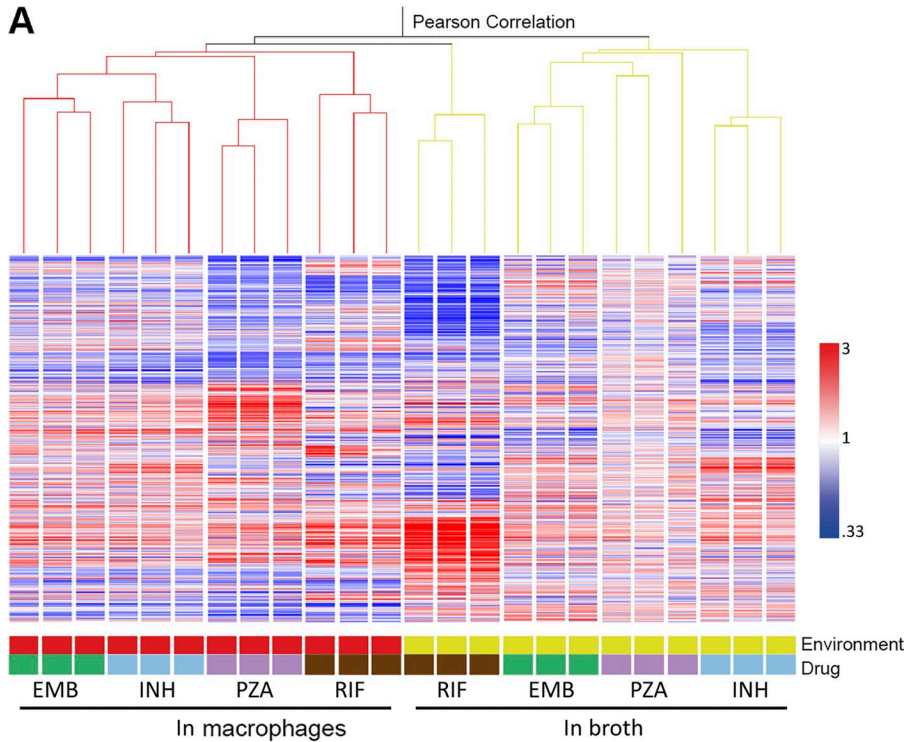 A
Pearson Correlation
3
1
.33
Environment
Drug
EMB INH PZA RIF RIF EMB PZA INH
In macrophages In broth